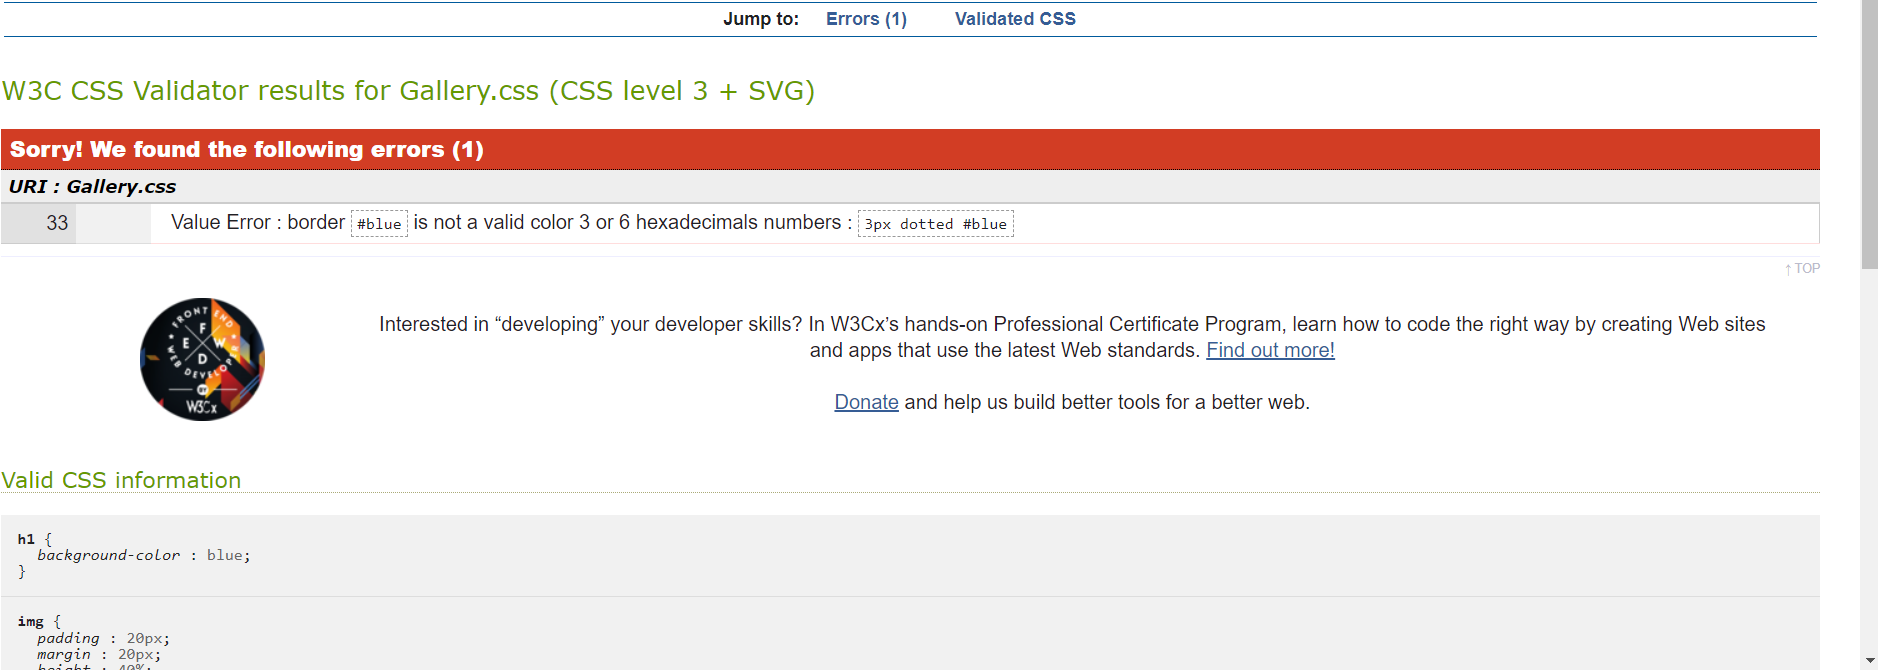 Jump to: Errors (1) Validated CSS
W3C CSS Validator results for Gallery.css (CSS level 3 + SVG)
Sorry! We found the following errors (1)
URI : Gallery.css
33 Value Error : border #blue is not a valid color 3 or 6 hexadecimals numbers : 3px dotted #blue
↑ TOP
FRONT END
WEB DEVELOPER
F E W D
BY
W3Cx
Interested in “developing” your developer skills? In W3Cx’s hands-on Professional Certificate Program, learn how to code the right way by creating Web sites
and apps that use the latest Web standards. Find out more!
Donate and help us build better tools for a better web.
Valid CSS information
h1 {
background-color : blue;
}
img {
padding : 20px;
margin : 20px;
height : 40%;